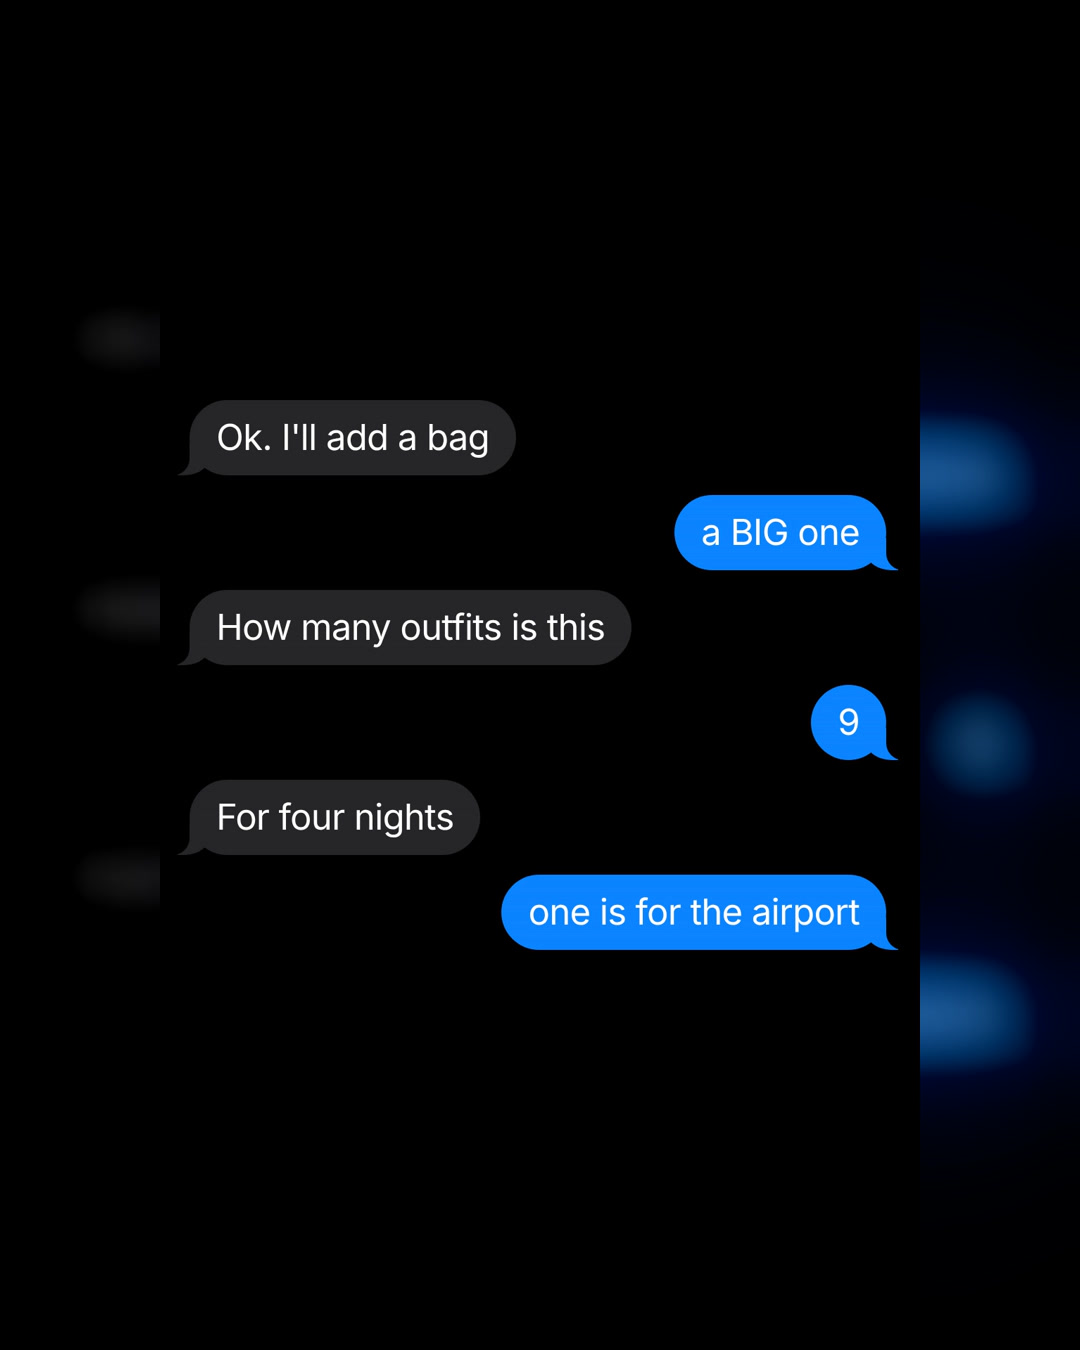 Ok. I'll add a bag
a BIG one
How many outfits is this
9
For four nights
one is for the airport